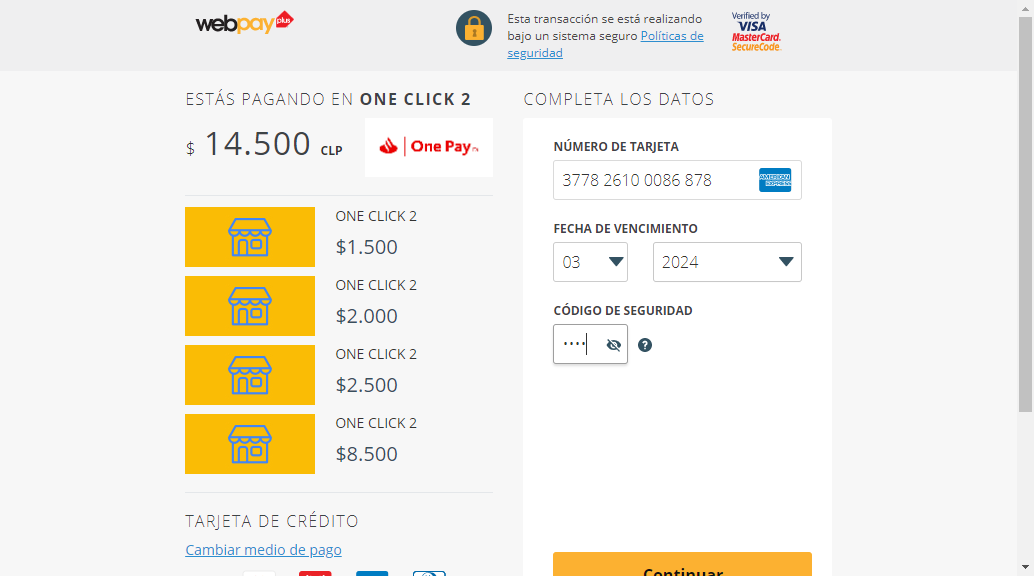 webpay plus
Esta transacción se está realizando
bajo un sistema seguro Políticas de
seguridad
Verified by
VISA
MasterCard.
SecureCode.
ESTÁS PAGANDO EN ONE CLICK 2
$ 14.500 CLP
One Pay
ONE CLICK 2
$1.500
ONE CLICK 2
$2.000
ONE CLICK 2
$2.500
ONE CLICK 2
$8.500
TARJETA DE CRÉDITO
Cambiar medio de pago
COMPLETA LOS DATOS
NÚMERO DE TARJETA
3778 2610 0086 878
AMERICAN
EXPRESS
FECHA DE VENCIMIENTO
03
2024
CÓDIGO DE SEGURIDAD
····
?
Continuar